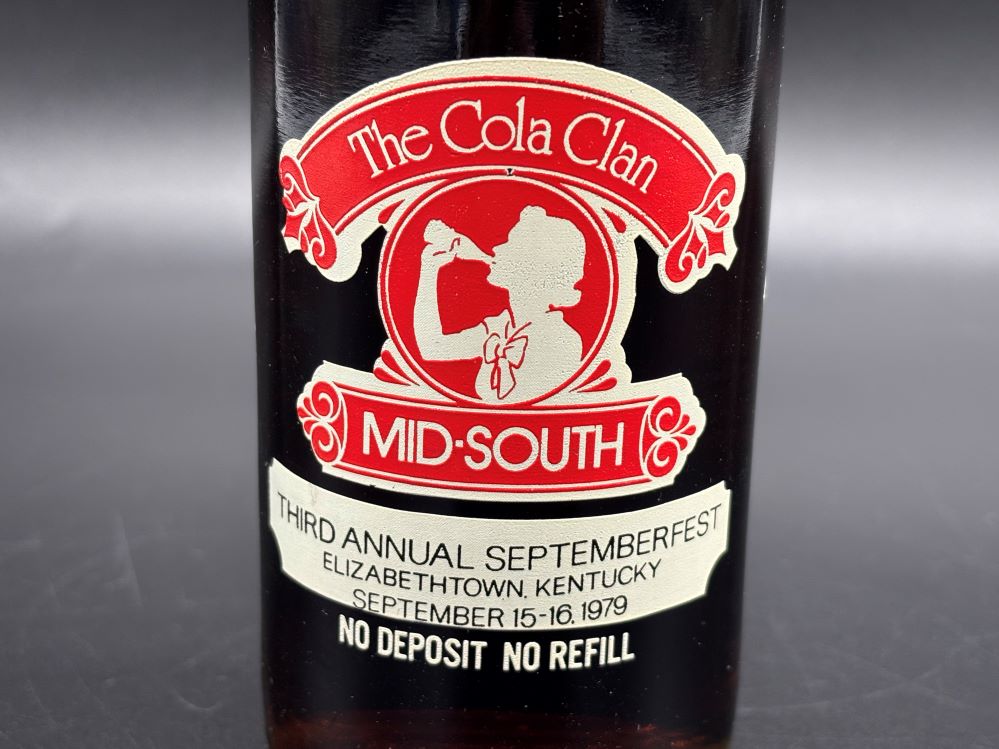 The Cola Clan
MID-SOUTH
THIRD ANNUAL SEPTEMBERFEST
ELIZABETHTOWN, KENTUCKY
SEPTEMBER 15-16, 1979
NO DEPOSIT NO REFILL